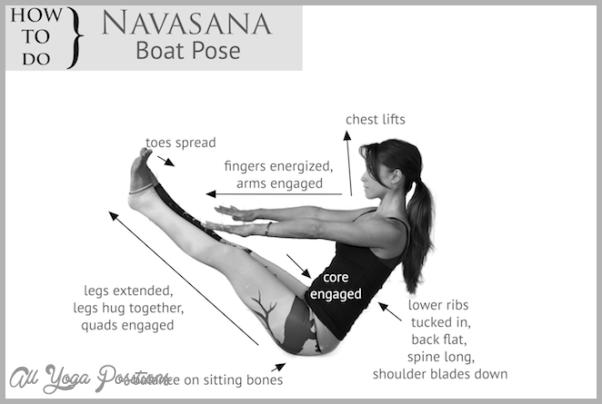 HOW
TO
DO
NAVASANA
Boat Pose
chest lifts
toes spread
fingers energized,
arms engaged
core
engaged
legs extended,
legs hug together,
quads engaged
lower ribs
tucked in,
back flat,
spine long,
shoulder blades down
balance on sitting bones
All Yoga Positions